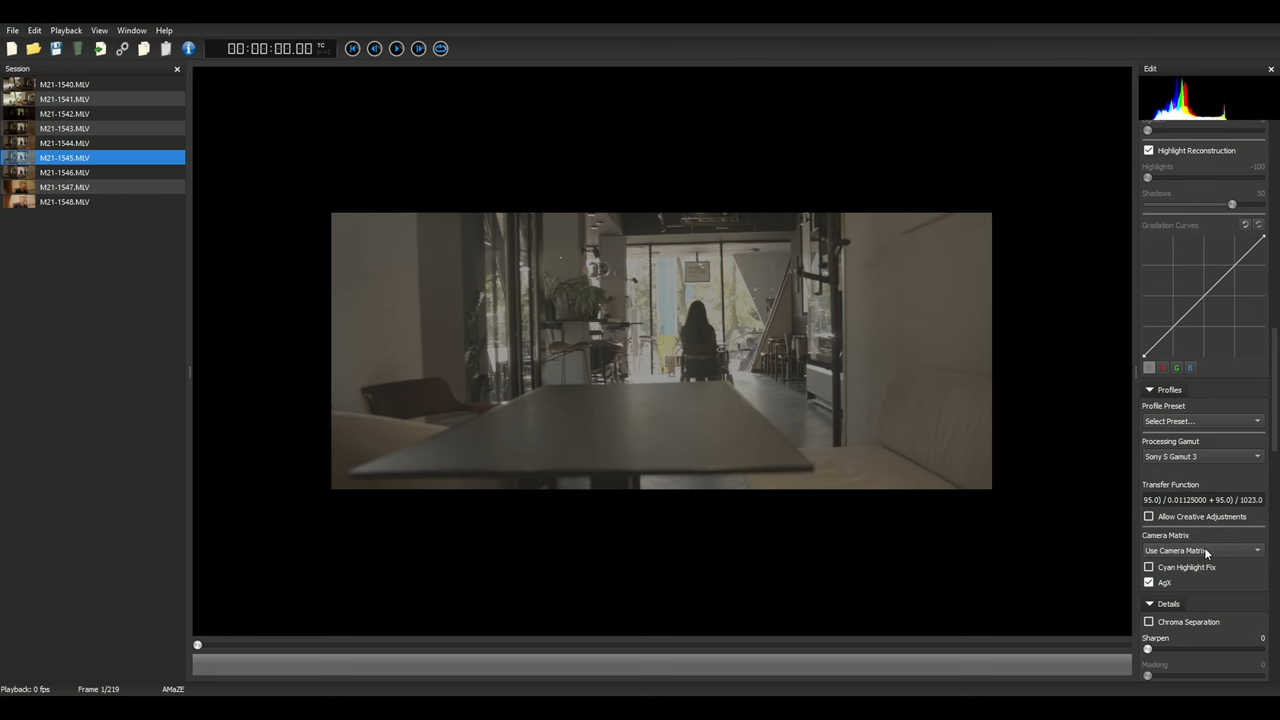 File Edit Playback View Window Help
00:00:00.00 TC
Session
Edit
M21-1540.MLV
M21-1541.MLV
M21-1542.MLV
M21-1543.MLV
M21-1544.MLV
M21-1545.MLV
M21-1546.MLV
M21-1547.MLV
M21-1548.MLV
Highlight Reconstruction
Highlights -100
Shadows 50
Gradation Curves
R G B
Profiles
Profile Preset
Select Preset...
Processing Gamut
Sony S Gamut 3
Transfer Function
95.0) / 0.01125000 + 95.0) / 1023.0
Allow Creative Adjustments
Camera Matrix
Use Camera Matrix
Cyan Highlight Fix
AgX
Details
Chroma Separation
Sharpen 0
Masking 0
Playback: 0 fps Frame 1/219 AMaZE